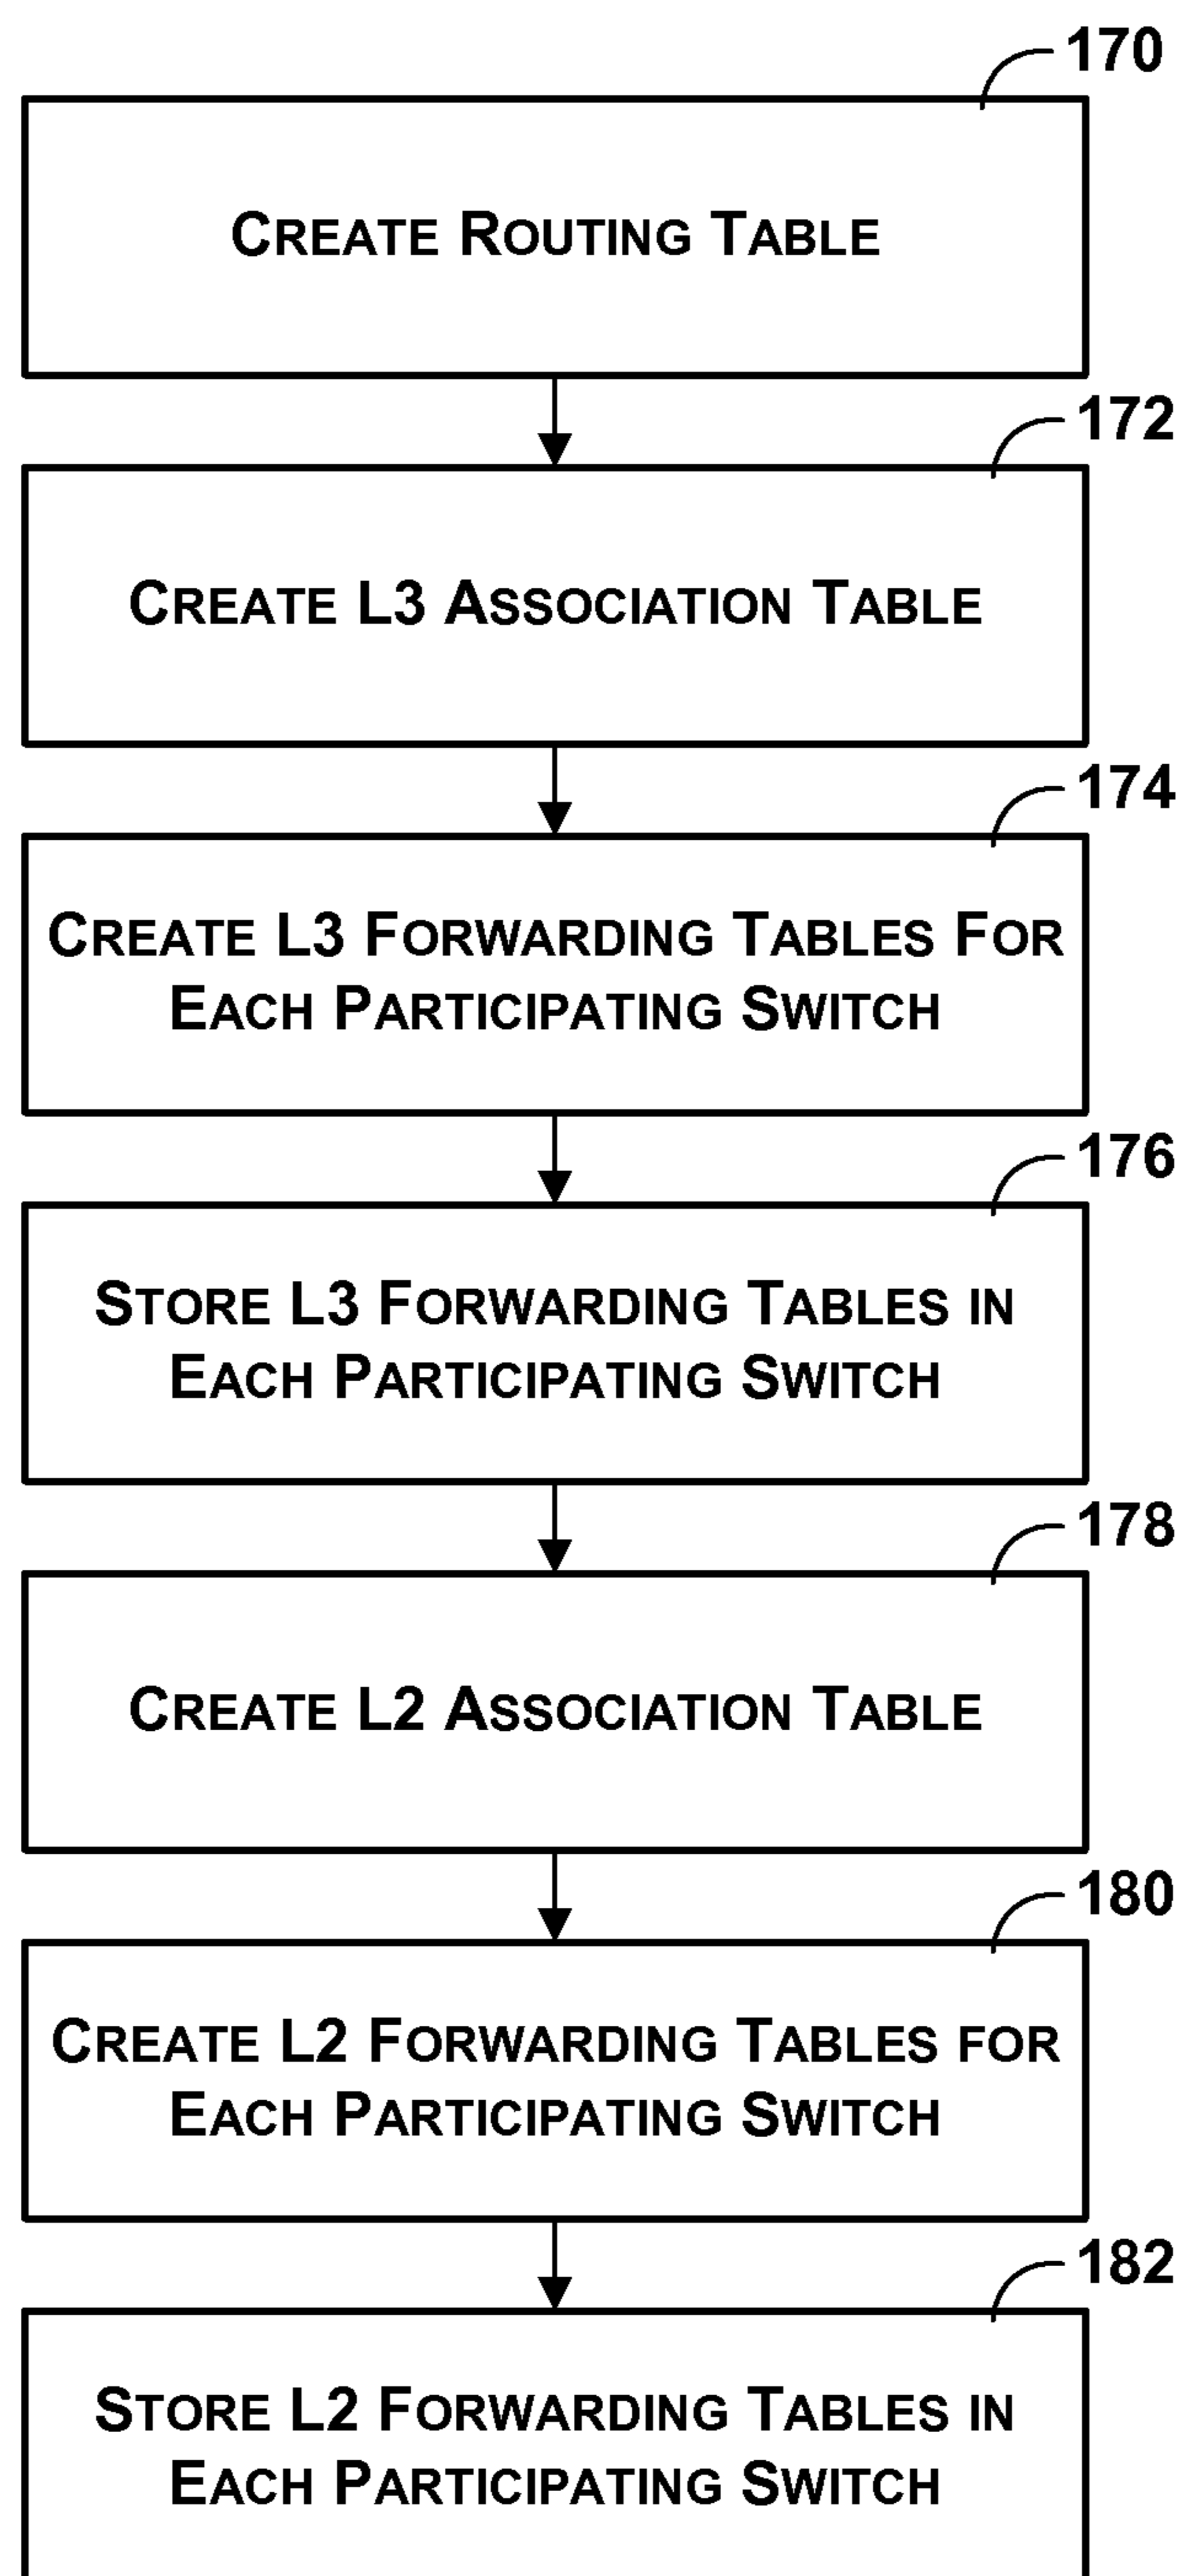 170
CREATE ROUTING TABLE
172
CREATE L3 ASSOCIATION TABLE
174
CREATE L3 FORWARDING TABLES FOR
EACH PARTICIPATING SWITCH
176
STORE L3 FORWARDING TABLES IN
EACH PARTICIPATING SWITCH
178
CREATE L2 ASSOCIATION TABLE
180
CREATE L2 FORWARDING TABLES FOR
EACH PARTICIPATING SWITCH
182
STORE L2 FORWARDING TABLES IN
EACH PARTICIPATING SWITCH